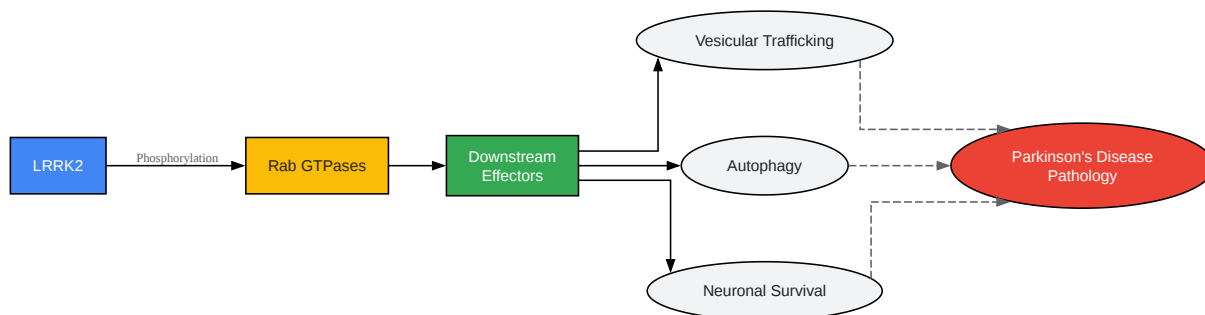 Vesicular Trafficking
LRRK2
Phosphorylation
Rab GTPases
Downstream
Effectors
Autophagy
Parkinson's Disease
Pathology
Neuronal Survival